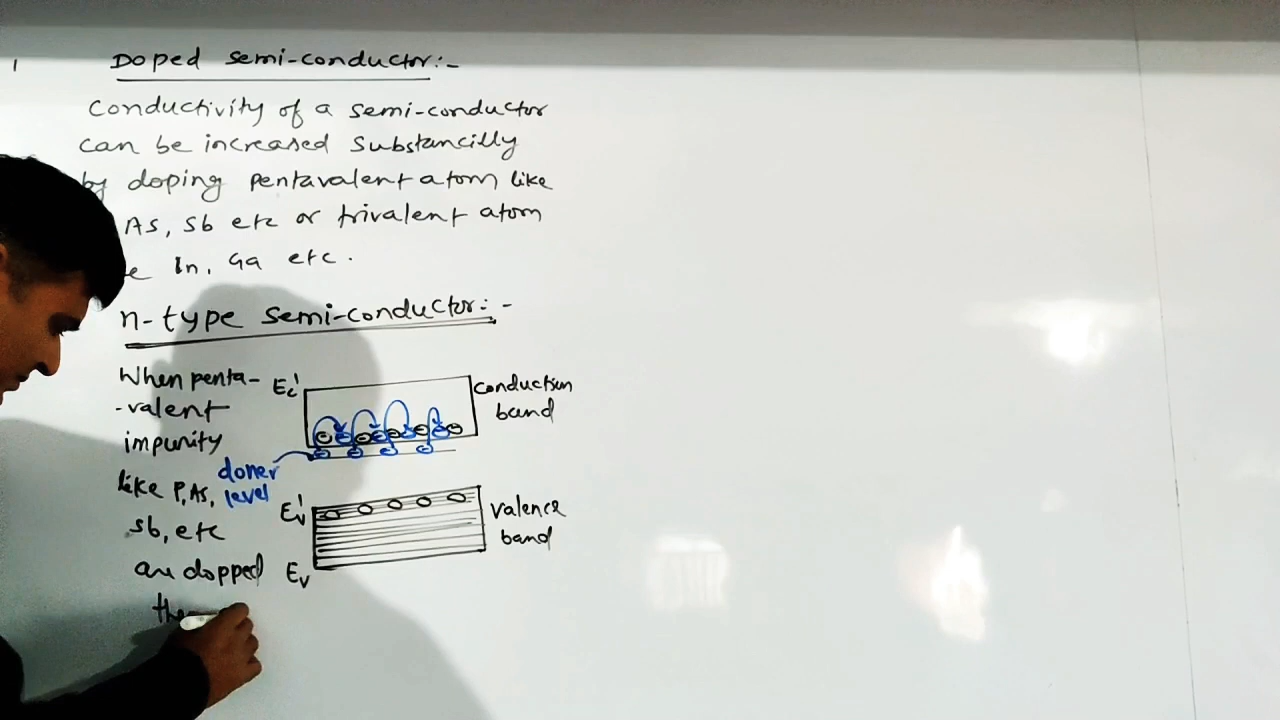 Doped semi-conductor:-
Conductivity of a semi-conductor
can be increased substancilly
by doping pentavalent atom like
As, Sb etc or trivalent atom
In, Ga etc.
n-type semi-conductor:-
When penta-
-valent
impunity
like P, As,
Sb, etc
are dopped
Ec'
conduction
band
doner
level
Ev'
Valence
band
Ev